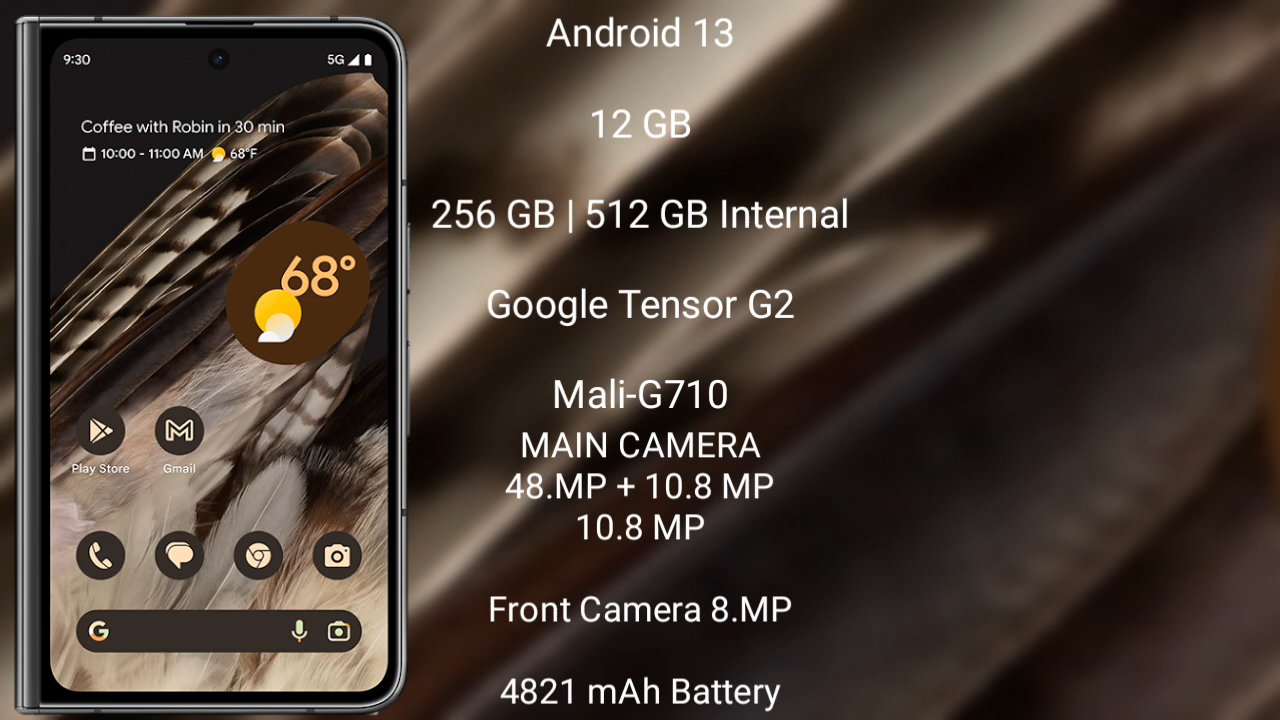 9:30
5G
Coffee with Robin in 30 min
10:00 - 11:00 AM 68°F
68°
Play Store
Gmail
Android 13
12 GB
256 GB | 512 GB Internal
Google Tensor G2
Mali-G710
MAIN CAMERA
48.MP + 10.8 MP
10.8 MP
Front Camera 8.MP
4821 mAh Battery